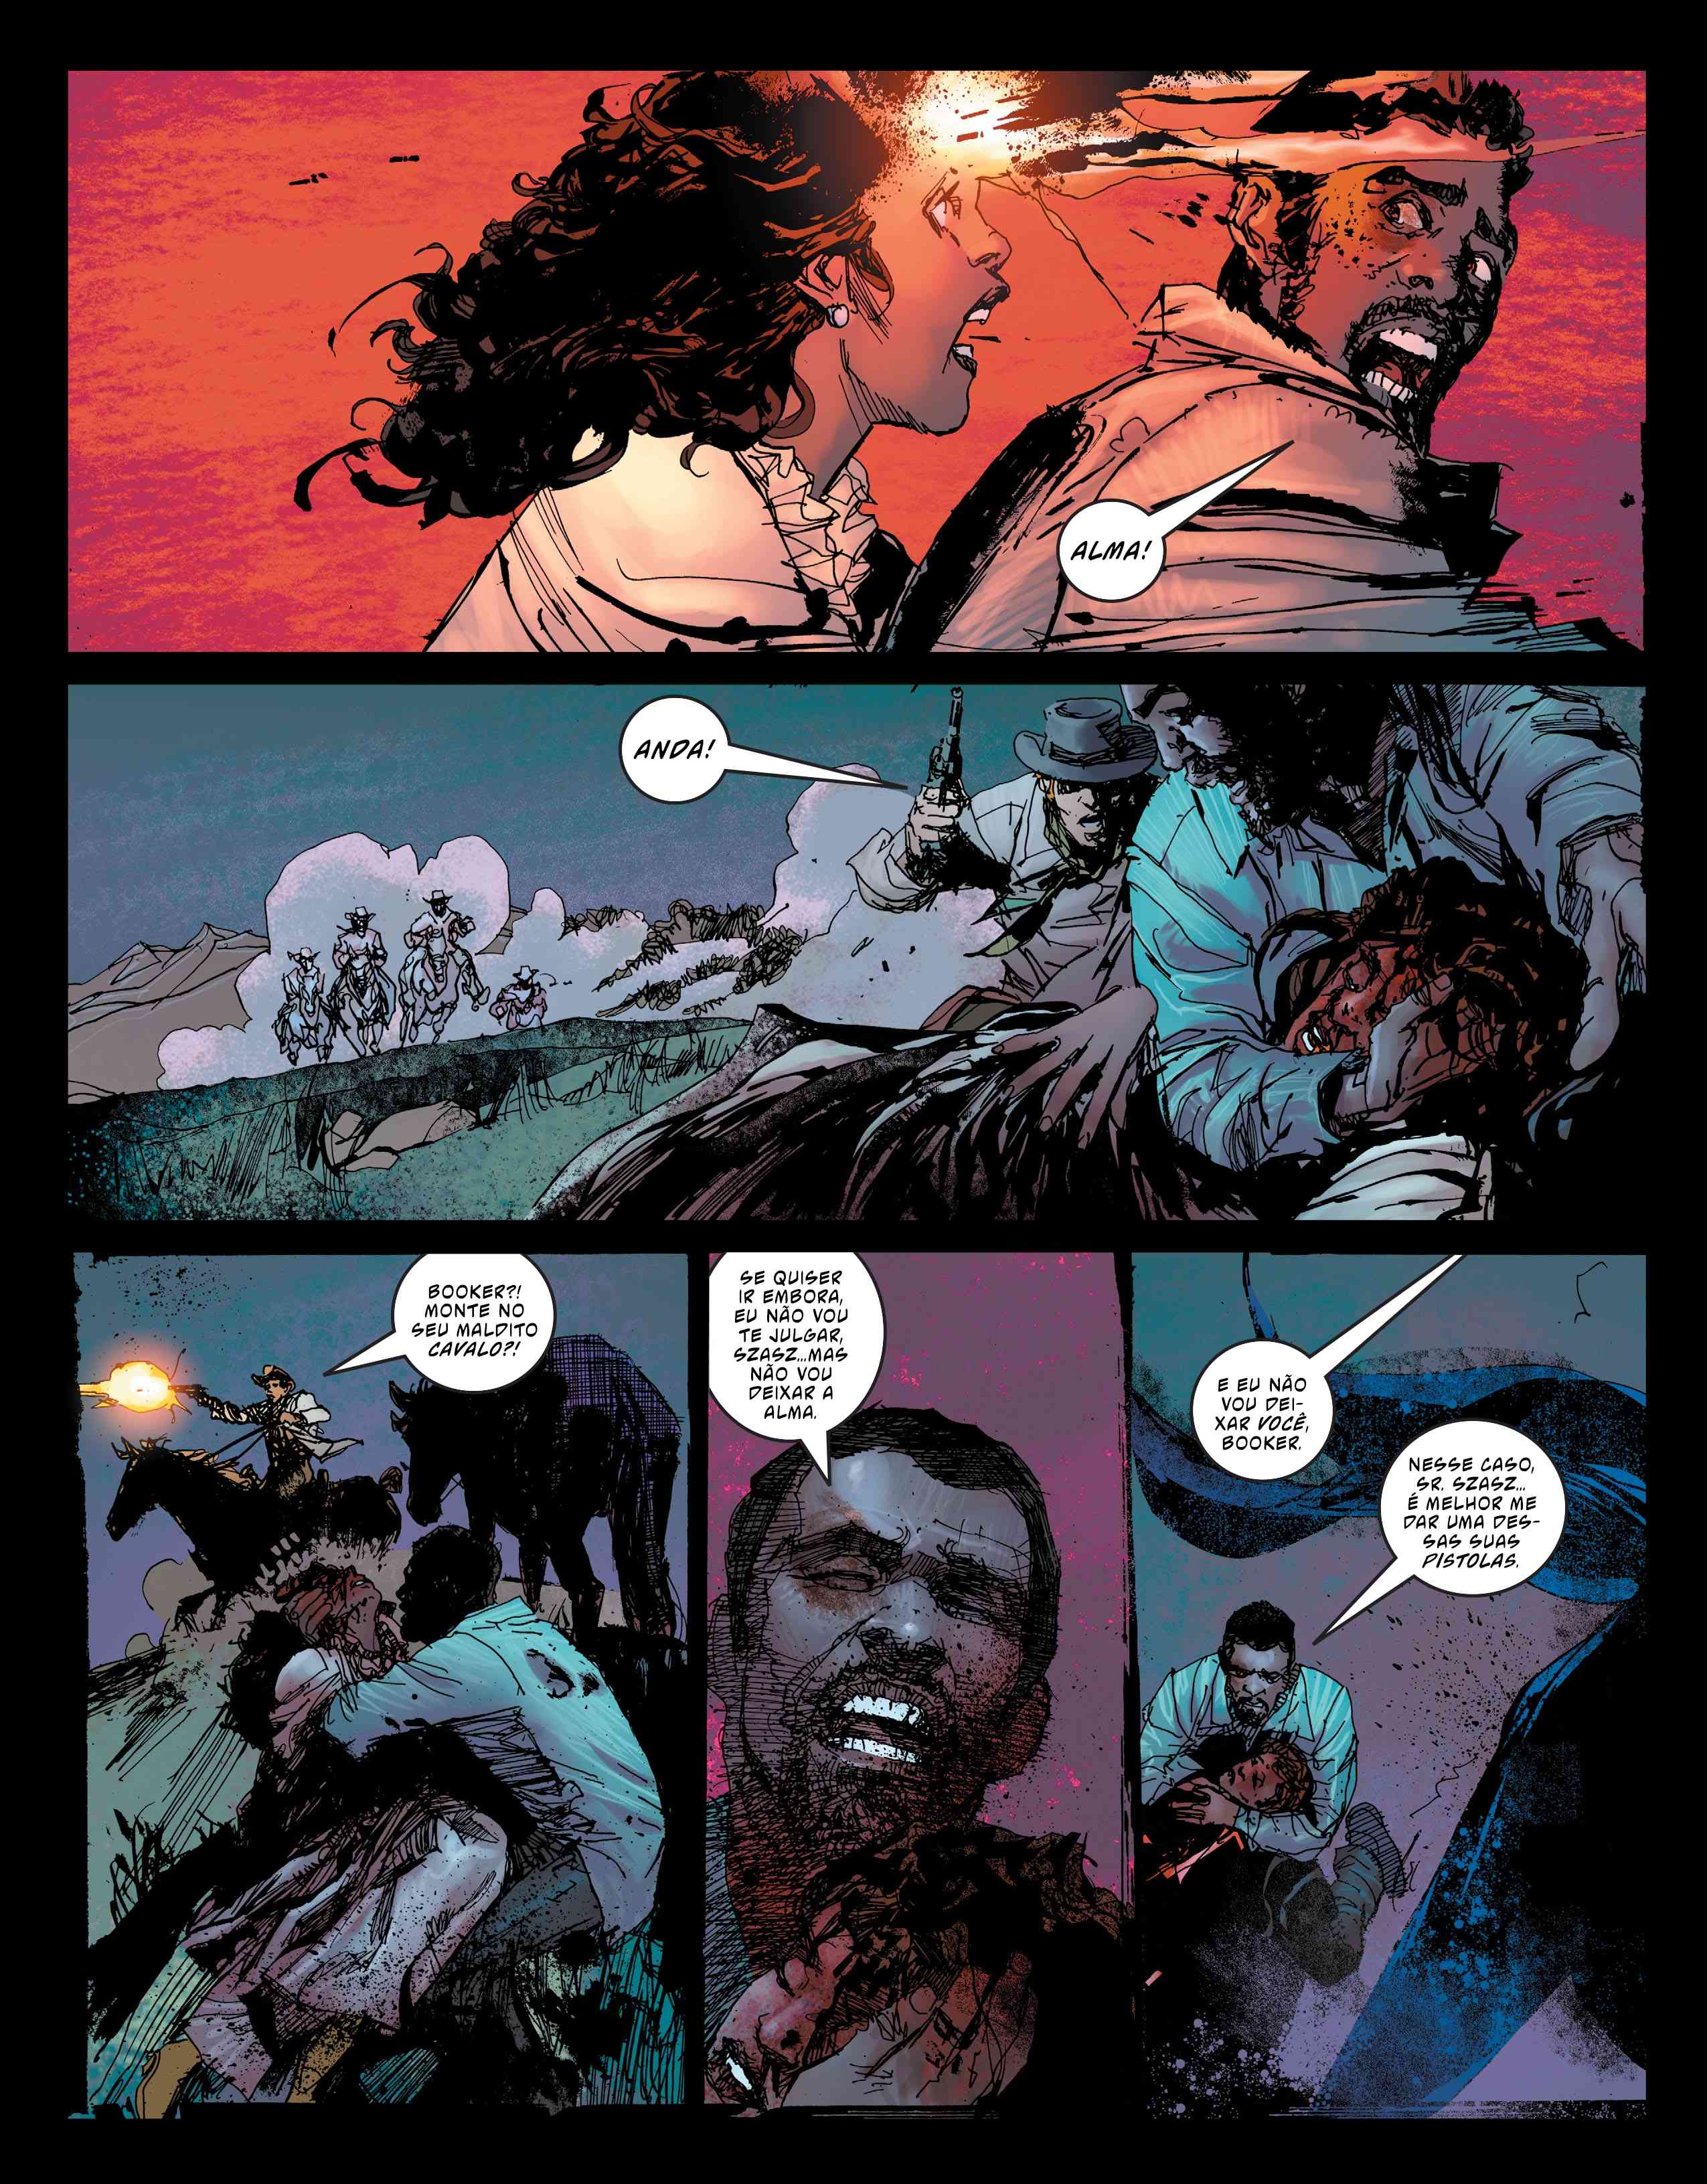 ALMA!
ANDA!
BOOKER?!
MONTE NO
SEU MALDITO
CAVALO?!
SE QUISER
IR EMBORA,
EU NÃO VOU
TE JULGAR,
SZASZ...MAS
NÃO VOU
DEIXAR A
ALMA.
E EU NÃO
VOU DEI-
XAR VOCÊ,
BOOKER.
NESSE CASO,
SR. SZASZ...
É MELHOR ME
DAR UMA DES-
SAS SUAS
PISTOLAS.